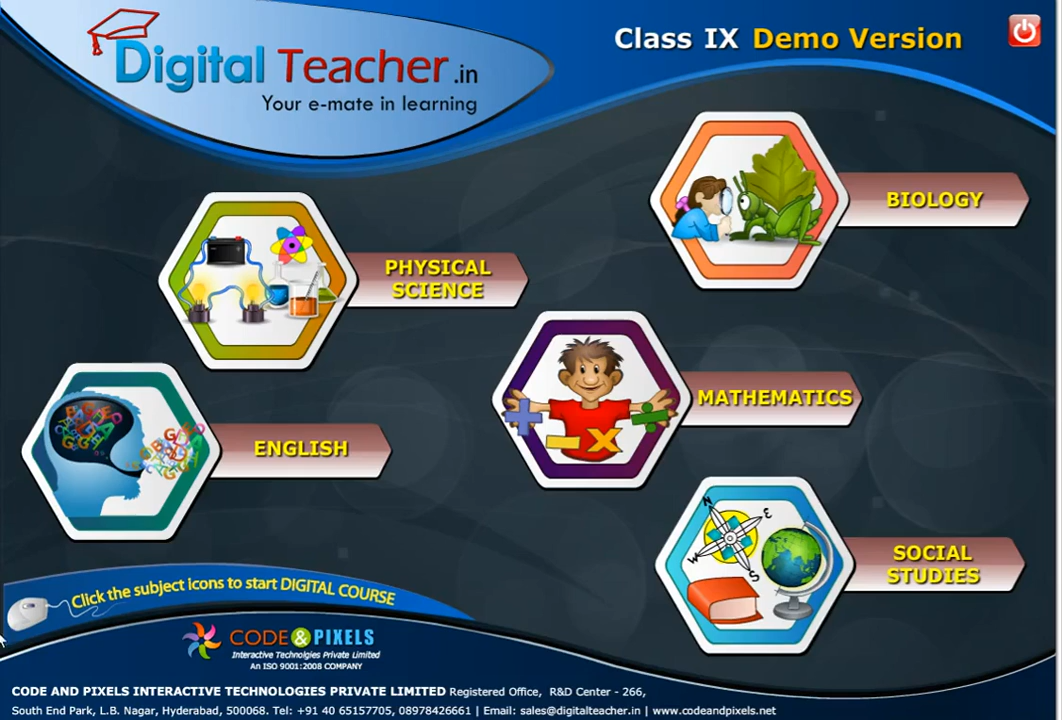 Digital Teacher.in
Your e-mate in learning
Class IX Demo Version
BIOLOGY
PHYSICAL
SCIENCE
MATHEMATICS
ENGLISH
N
E
W
S
SOCIAL
STUDIES
Click the subject icons to start DIGITAL COURSE
CODE & PIXELS
Interactive Technolgies Private Limited
An ISO 9001:2008 COMPANY
CODE AND PIXELS INTERACTIVE TECHNOLOGIES PRIVATE LIMITED Registered Office, R&D Center - 266,
South End Park, L.B. Nagar, Hyderabad, 500068. Tel: +91 40 65157705, 08978426661 | Email: sales@digitalteacher.in | www.codeandpixels.net